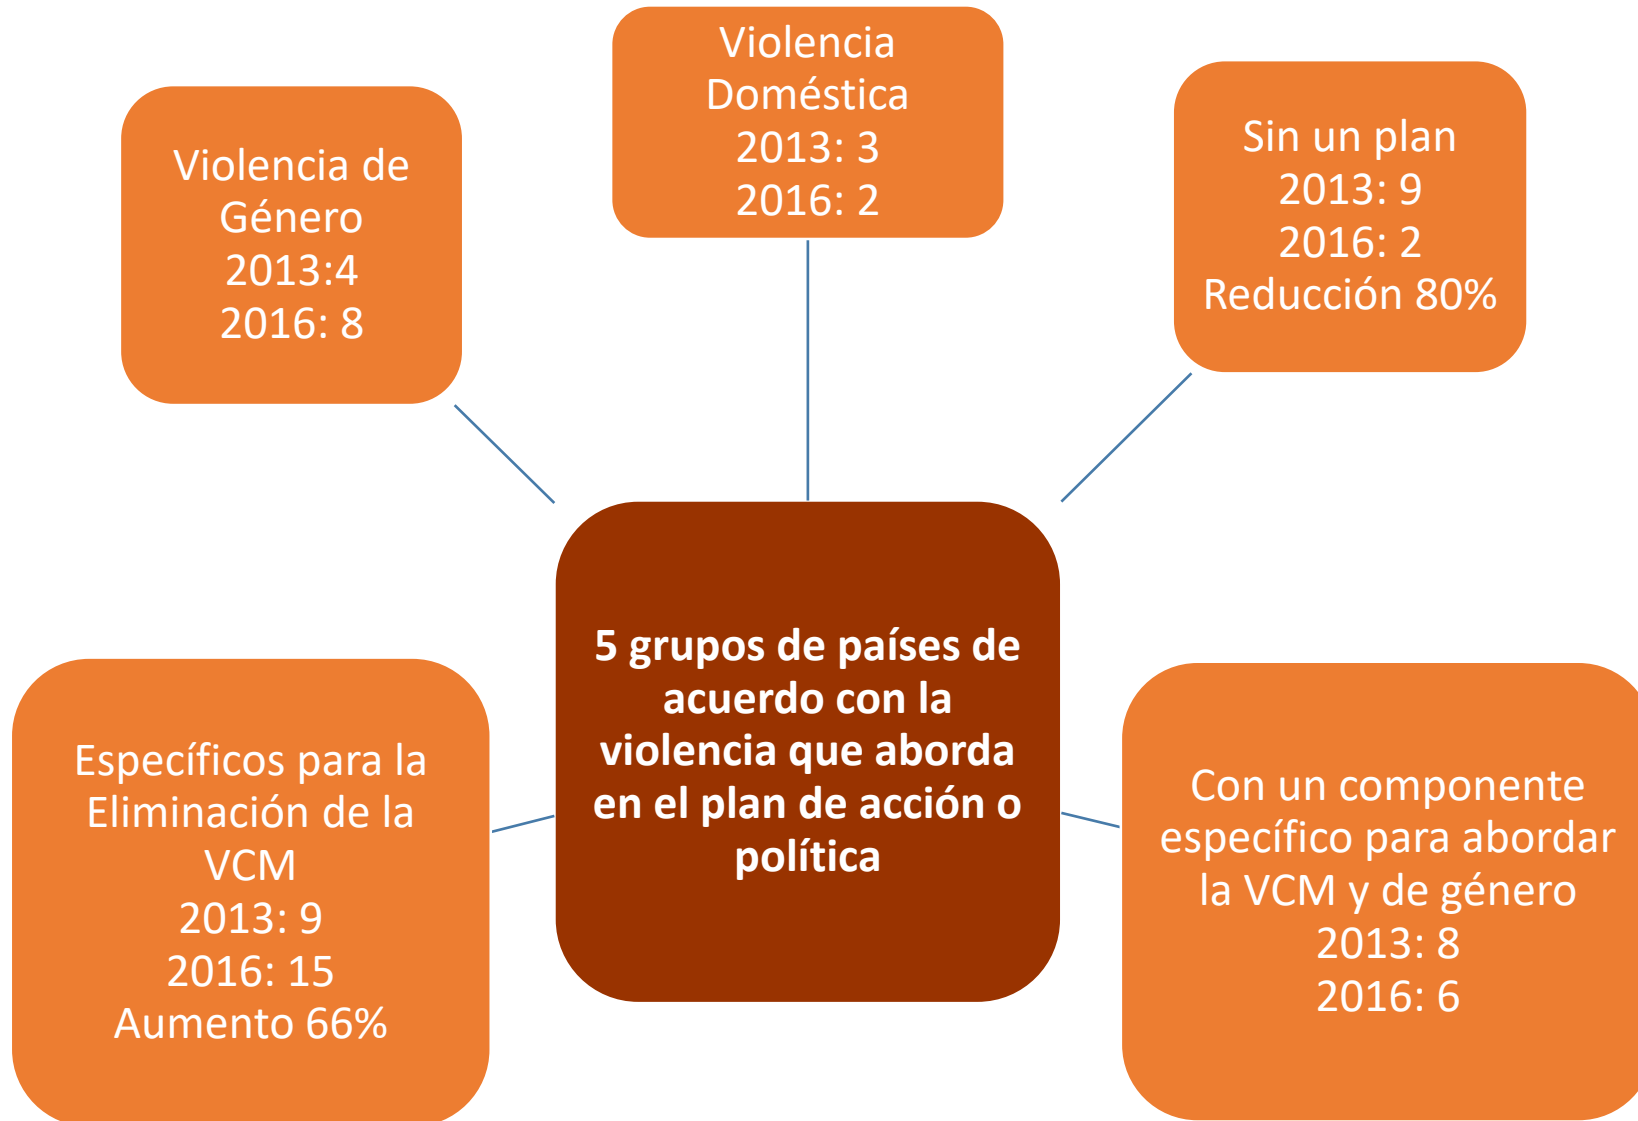 Violencia
Doméstica
2013: 3
2016: 2
Violencia de
Género
2013:4
2016: 8
Sin un plan
2013: 9
2016: 2
Reducción 80%
5 grupos de países de
acuerdo con la
violencia que aborda
en el plan de acción o
política
Específicos para la
Eliminación de la
VCM
2013: 9
2016: 15
Aumento 66%
Con un componente
específico para abordar
la VCM y de género
2013: 8
2016: 6